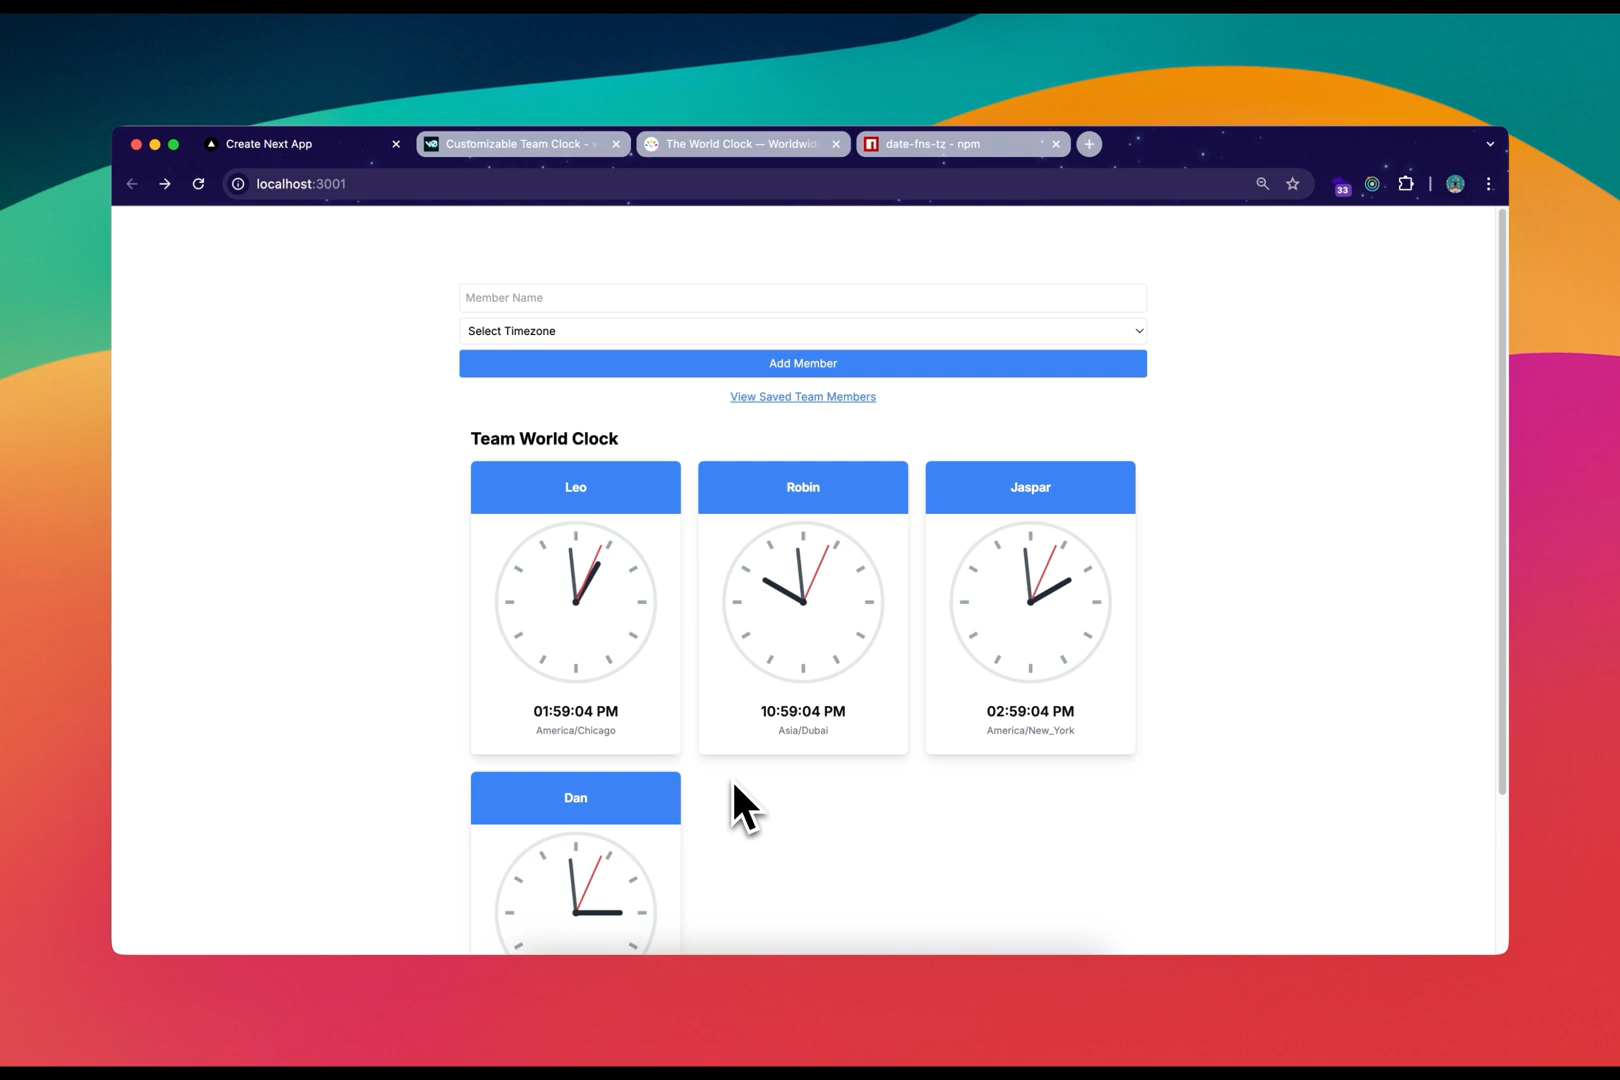 Create Next App
Customizable Team Clock - v
The World Clock — Worldwid
date-fns-tz - npm
localhost:3001
33
Member Name
Select Timezone
Add Member
View Saved Team Members
Team World Clock
Leo
Robin
Jaspar
01:59:04 PM
10:59:04 PM
02:59:04 PM
America/Chicago
Asia/Dubai
America/New_York
Dan